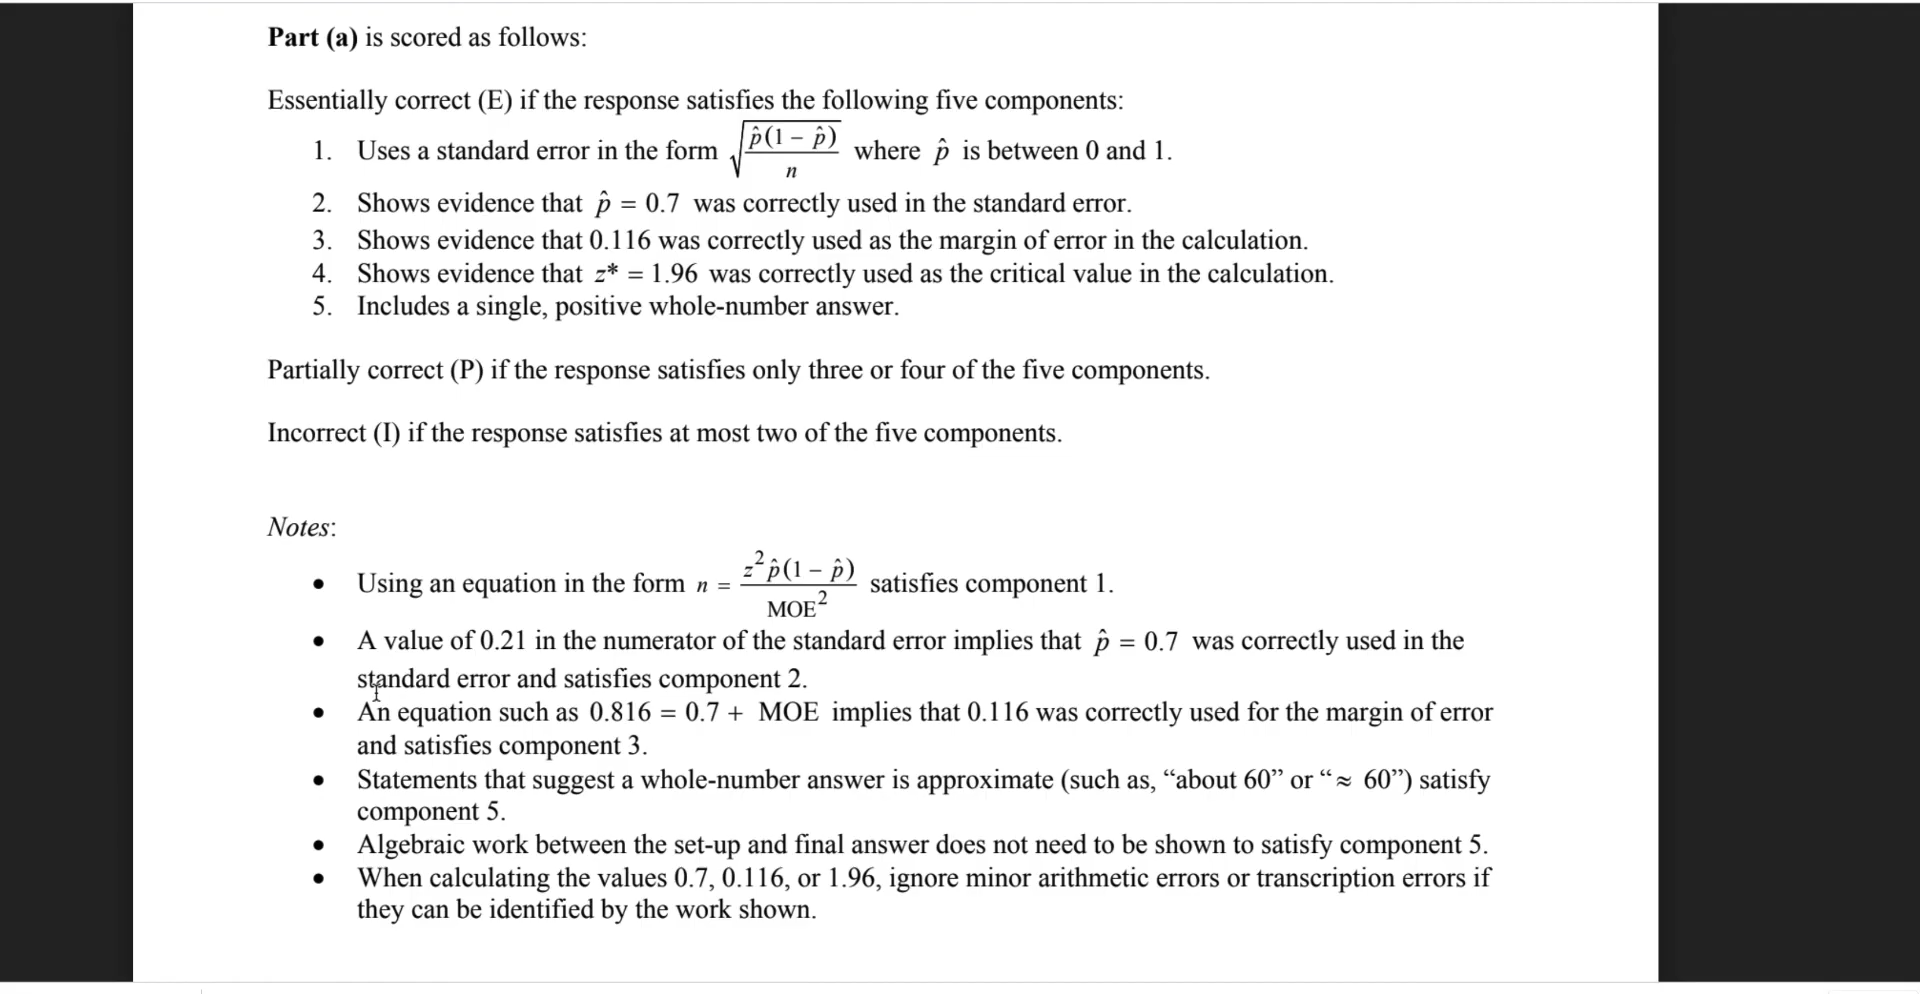 Part (a) is scored as follows:
Essentially correct (E) if the response satisfies the following five components:
1. Uses a standard error in the form √(p̂(1 − p̂)/n) where p̂ is between 0 and 1.
2. Shows evidence that p̂ = 0.7 was correctly used in the standard error.
3. Shows evidence that 0.116 was correctly used as the margin of error in the calculation.
4. Shows evidence that z* = 1.96 was correctly used as the critical value in the calculation.
5. Includes a single, positive whole-number answer.
Partially correct (P) if the response satisfies only three or four of the five components.
Incorrect (I) if the response satisfies at most two of the five components.
Notes:
• Using an equation in the form n = z²p̂(1 − p̂)/MOE² satisfies component 1.
• A value of 0.21 in the numerator of the standard error implies that p̂ = 0.7 was correctly used in the
standard error and satisfies component 2.
• An equation such as 0.816 = 0.7 + MOE implies that 0.116 was correctly used for the margin of error
and satisfies component 3.
• Statements that suggest a whole-number answer is approximate (such as, “about 60” or “≈ 60”) satisfy
component 5.
• Algebraic work between the set-up and final answer does not need to be shown to satisfy component 5.
• When calculating the values 0.7, 0.116, or 1.96, ignore minor arithmetic errors or transcription errors if
they can be identified by the work shown.